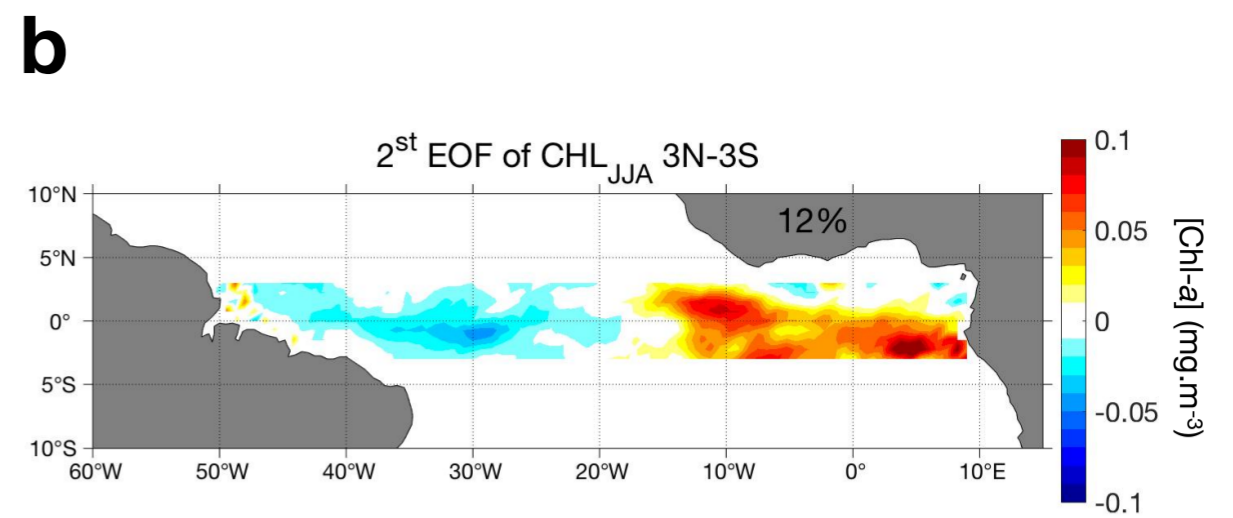 b
2st EOF of CHLJJA 3N-3S
12%
10°N
5°N
0°
5°S
10°S
60°W
50°W
40°W
30°W
20°W
10°W
0°
10°E
0.1
0.05
0
-0.05
-0.1
[Chl-a] (mg.m-3)